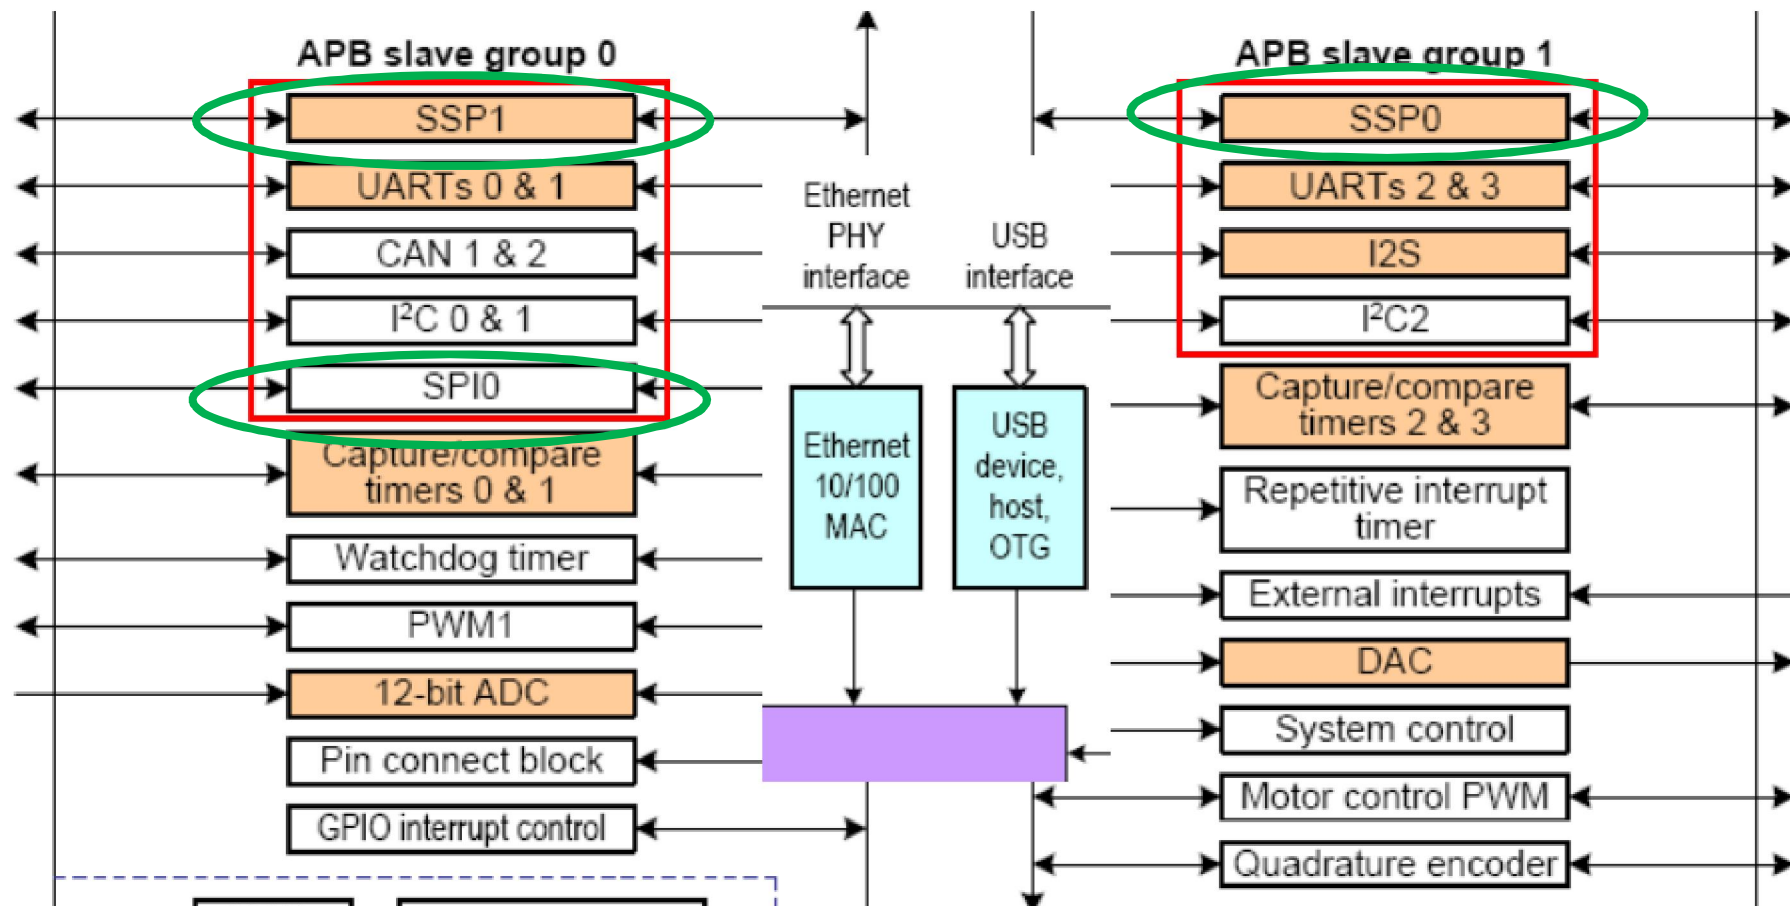 APB slave group 0
SSP1
UARTs 0 & 1
CAN 1 & 2
I²C 0 & 1
SPI0
Capture/compare
timers 0 & 1
Watchdog timer
PWM1
12-bit ADC
Pin connect block
GPIO interrupt control
Ethernet
PHY
interface
USB
interface
Ethernet
10/100
MAC
USB
device,
host,
OTG
APB slave group 1
SSP0
UARTs 2 & 3
I2S
I²C2
Capture/compare
timers 2 & 3
Repetitive interrupt
timer
External interrupts
DAC
System control
Motor control PWM
Quadrature encoder